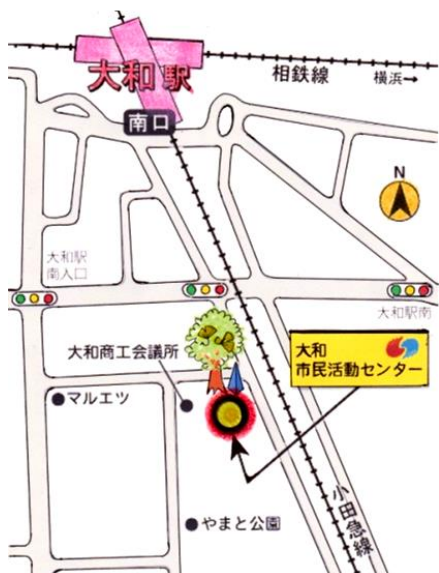 大和駅
相鉄線
横浜→
南口
N
大和駅
南入口
大和駅南
大和商工会議所
大和
市民活動センター
●マルエツ
●やまと公園
小田急線